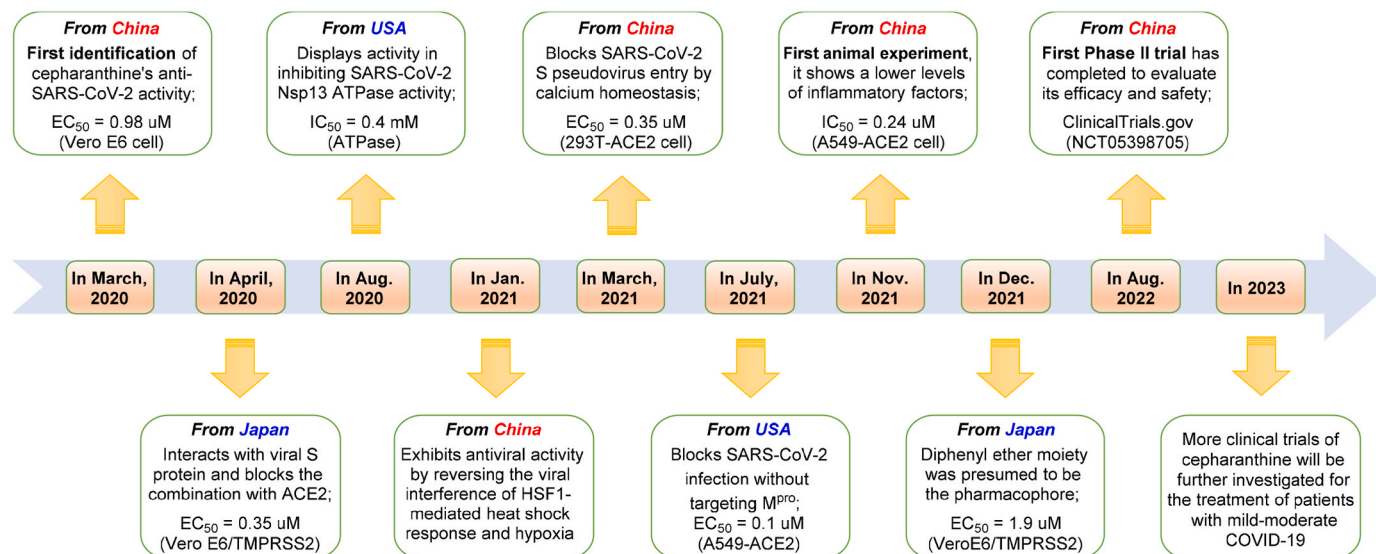 From China
First identification of
cepharanthine's anti-
SARS-CoV-2 activity;
EC50 = 0.98 uM
(Vero E6 cell)
From USA
Displays activity in
inhibiting SARS-CoV-2
Nsp13 ATPase activity;
IC50 = 0.4 mM
(ATPase)
From China
Blocks SARS-CoV-2
S pseudovirus entry by
calcium homeostasis;
EC50 = 0.35 uM
(293T-ACE2 cell)
From China
First animal experiment,
it shows a lower levels
of inflammatory factors;
IC50 = 0.24 uM
(A549-ACE2 cell)
From China
First Phase II trial has
completed to evaluate
its efficacy and safety;
ClinicalTrials.gov
(NCT05398705)
In March,
2020
In April,
2020
In Aug.
2020
In Jan.
2021
In March,
2021
In July,
2021
In Nov.
2021
In Dec.
2021
In Aug.
2022
In 2023
From Japan
Interacts with viral S
protein and blocks the
combination with ACE2;
EC50 = 0.35 uM
(Vero E6/TMPRSS2)
From China
Exhibits antiviral activity
by reversing the viral
interference of HSF1-
mediated heat shock
response and hypoxia
From USA
Blocks SARS-CoV-2
infection without
targeting Mpro;
EC50 = 0.1 uM
(A549-ACE2)
From Japan
Diphenyl ether moiety
was presumed to be
the pharmacophore;
EC50 = 1.9 uM
(VeroE6/TMPRSS2)
More clinical trials of
cepharanthine will be
further investigated for
the treatment of patients
with mild-moderate
COVID-19